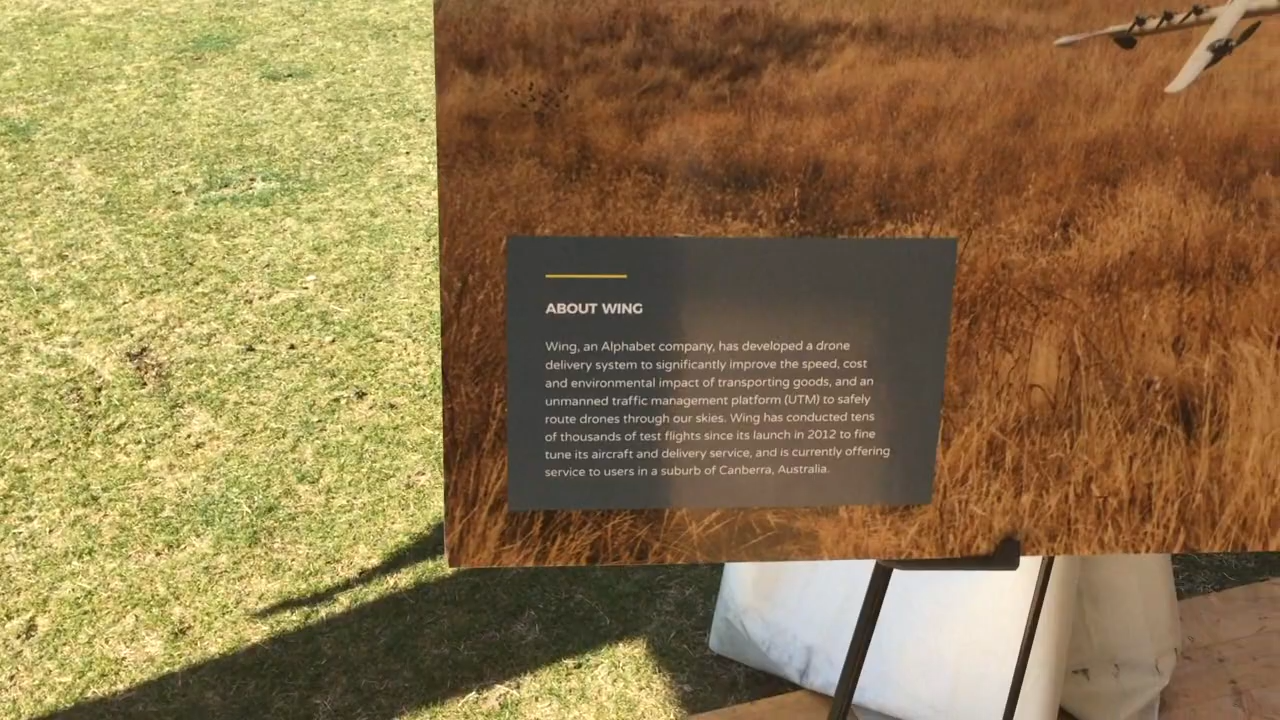 ABOUT WING
Wing, an Alphabet company, has developed a drone
delivery system to significantly improve the speed, cost
and environmental impact of transporting goods, and an
unmanned traffic management platform (UTM) to safely
route drones through our skies. Wing has conducted tens
of thousands of test flights since its launch in 2012 to fine
tune its aircraft and delivery service, and is currently offering
service to users in a suburb of Canberra, Australia.